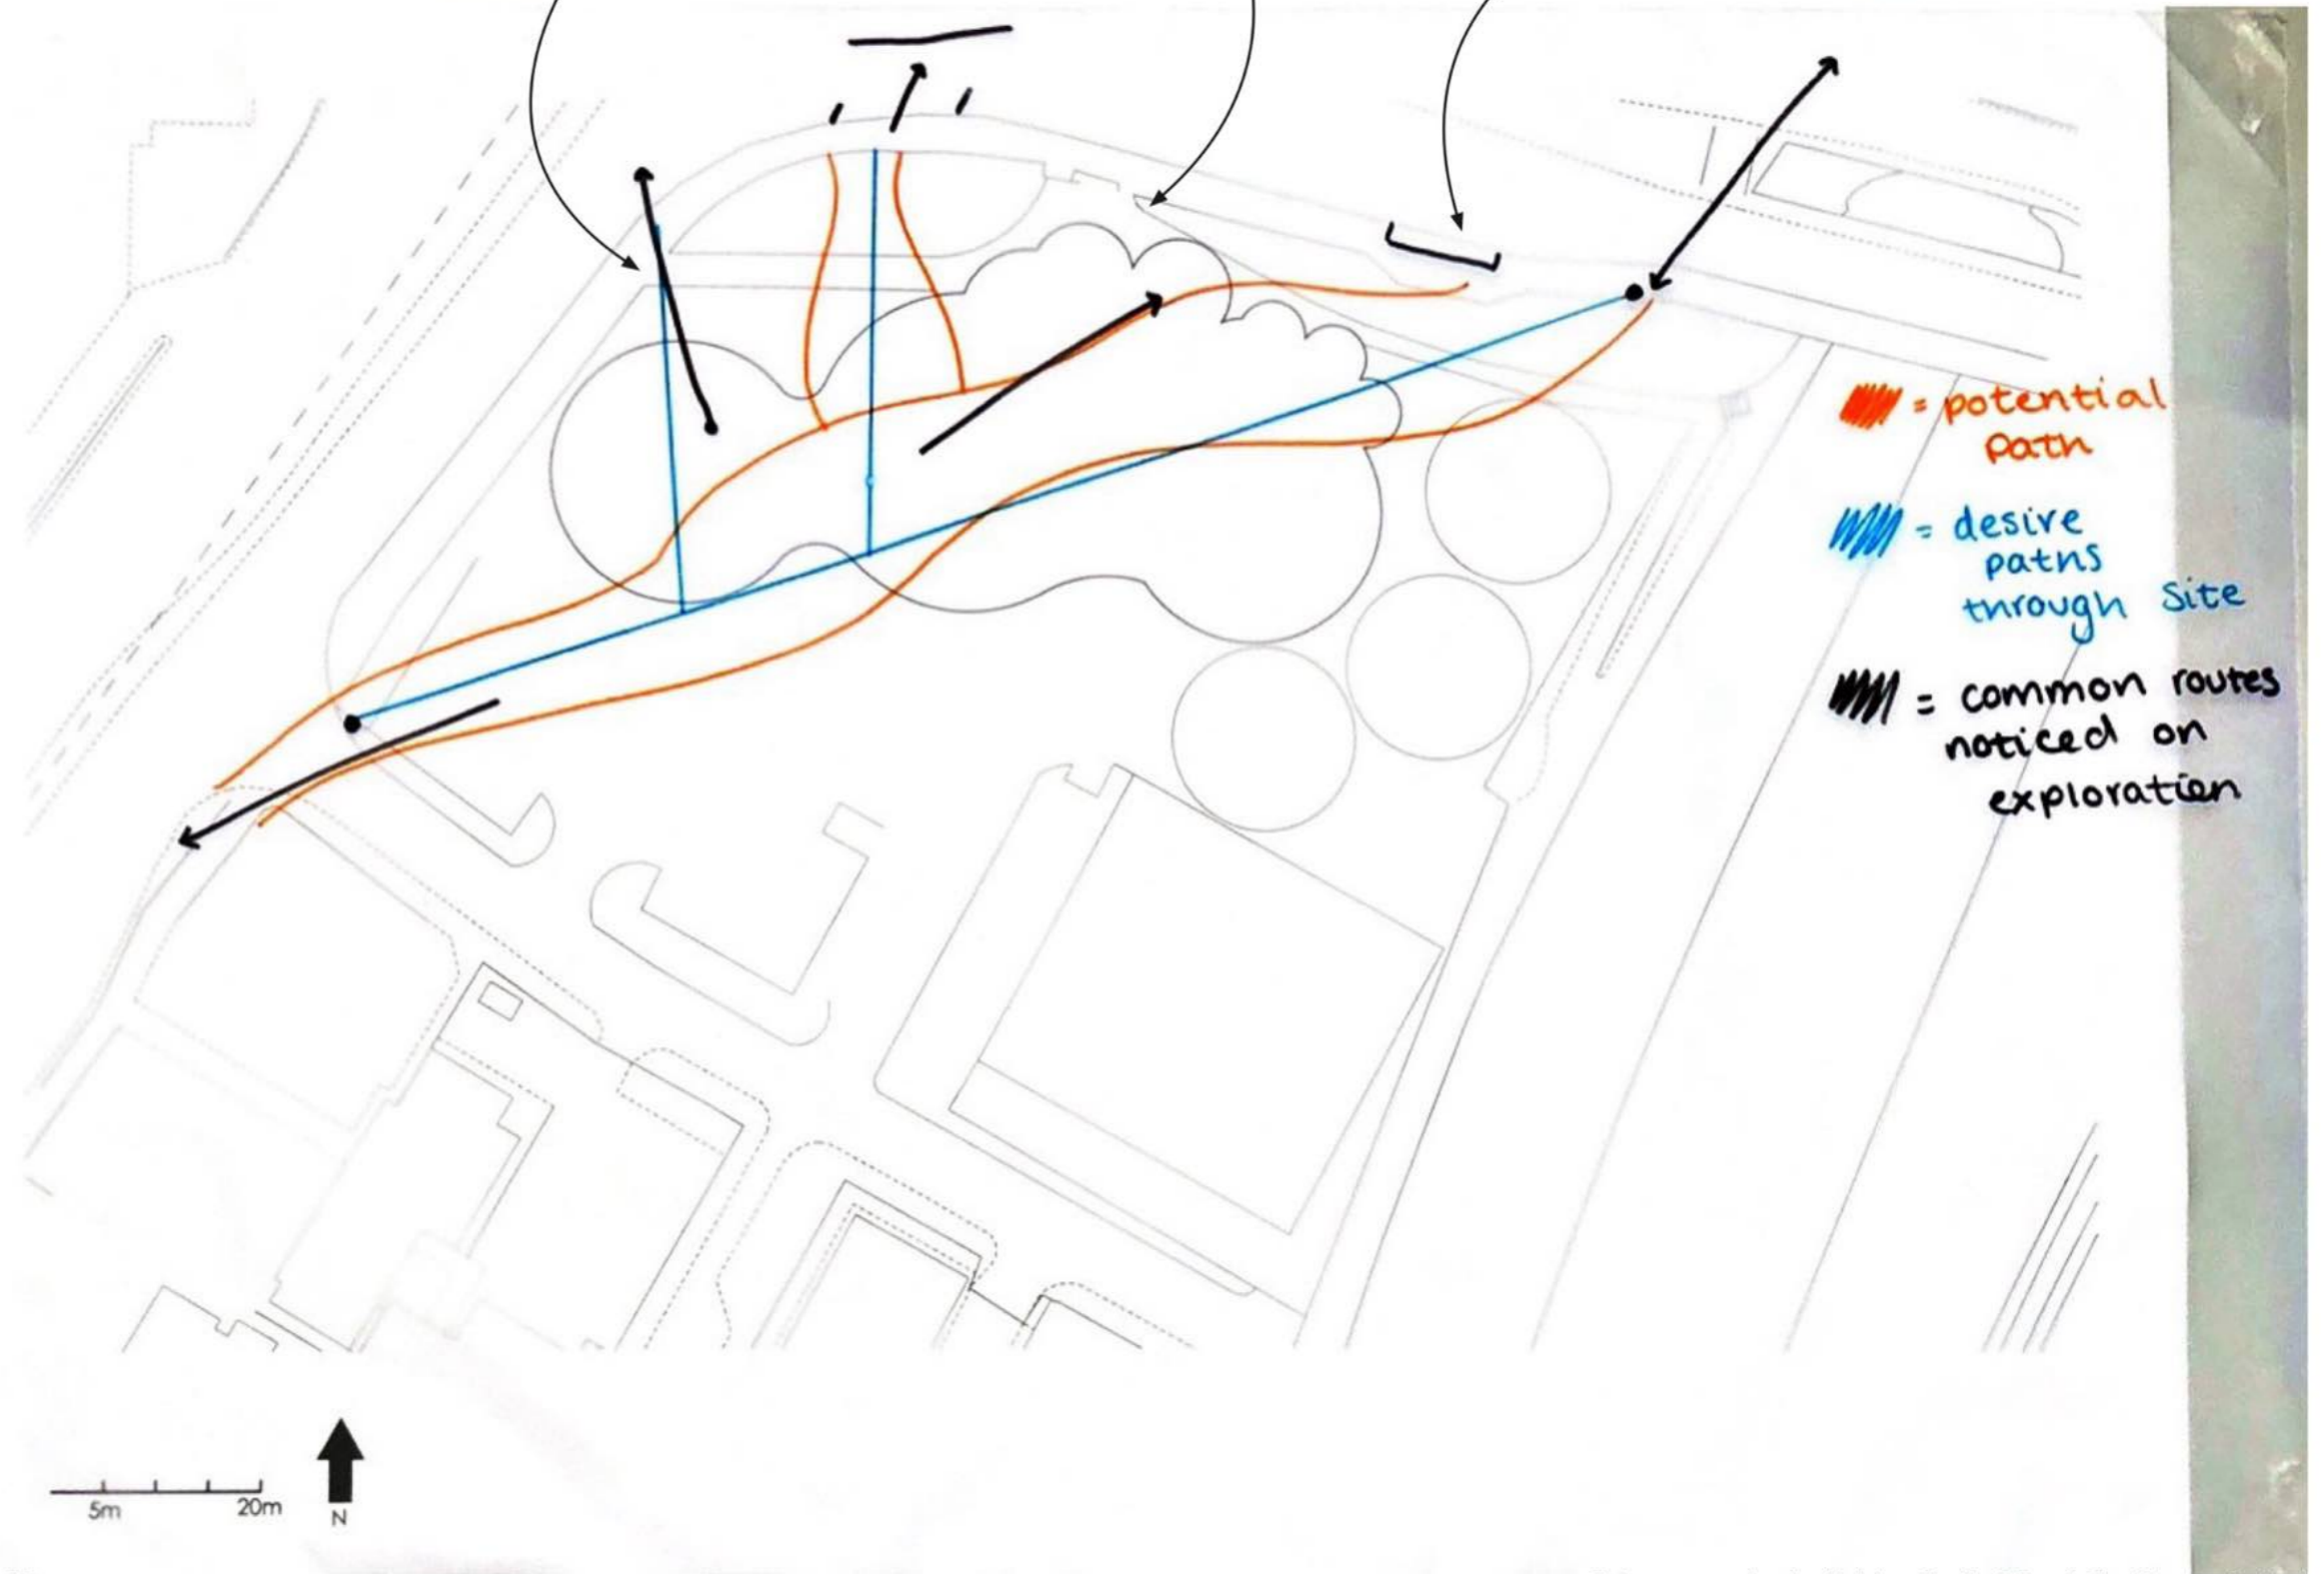 = potential
path
= desire
paths
through site
= common routes
noticed on
exploration
5m 20m
N